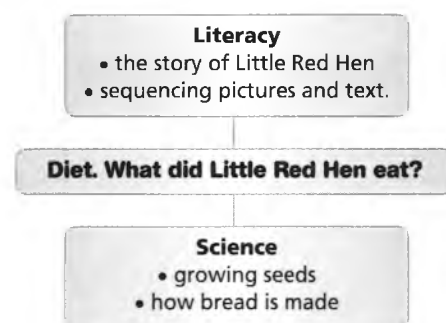 Literacy
• the story of Little Red Hen
• sequencing pictures and text.
Diet. What did Little Red Hen eat?
Science
• growing seeds
• how bread is made